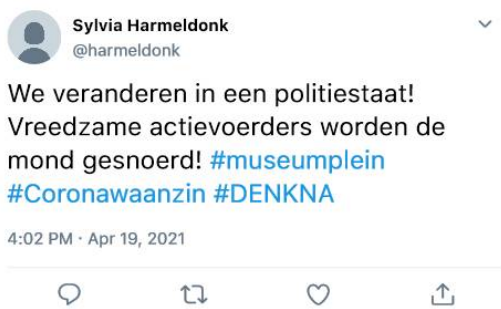 Sylvia Harmeldonk
@harmeldonk
We veranderen in een politiestaat!
Vreedzame actievoerders worden de
mond gesnoerd! #museumplein
#Coronawaanzin #DENKNA
4:02 PM · Apr 19, 2021